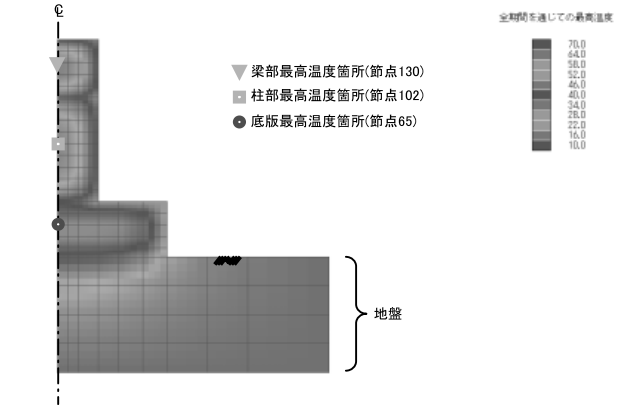 ℄
全期間を通じての最高温度
70.0
64.0
58.0
52.0
46.0
40.0
34.0
28.0
22.0
16.0
10.0
梁部最高温度箇所(節点130)
柱部最高温度箇所(節点102)
底版最高温度箇所(節点65)
地盤